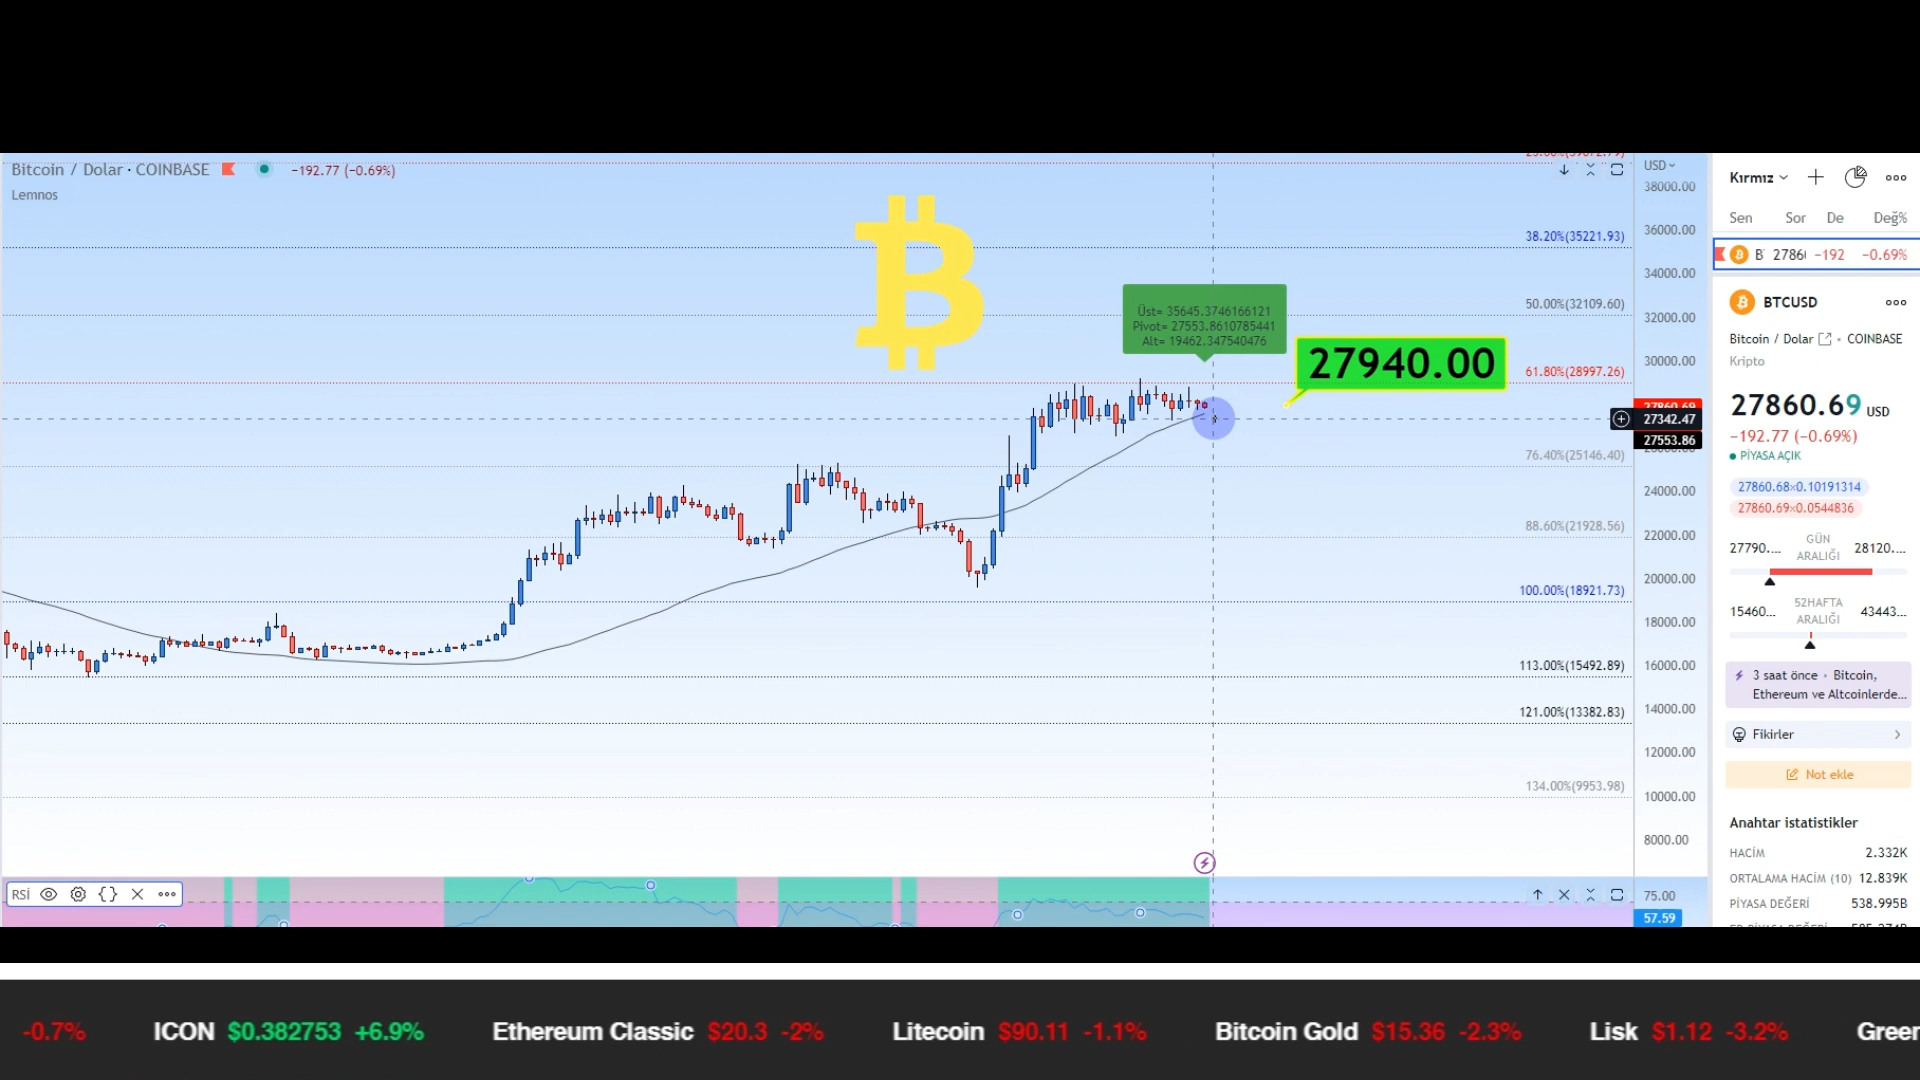 Bitcoin / Dolar · COINBASE −192.77 (−0.69%)
Lemnos
USD
38000.00
36000.00
34000.00
32000.00
30000.00
27860.69
27342.47
27553.86
24000.00
22000.00
20000.00
18000.00
16000.00
14000.00
12000.00
10000.00
8000.00
38.20%(35221.93)
50.00%(32109.60)
61.80%(28997.26)
76.40%(25146.40)
88.60%(21928.56)
100.00%(18921.73)
113.00%(15492.89)
121.00%(13382.83)
134.00%(9953.98)
Üst= 35645.3746166121
Pivot= 27553.8610785441
Alt= 19462.347540476
27940.00
RSİ
75.00
57.59
Kırmız
Sen Sor De Değ%
B 2786 −192 −0.69%
BTCUSD
Bitcoin / Dolar • COINBASE
Kripto
27860.69 USD
−192.77 (−0.69%)
PİYASA AÇIK
27860.68×0.10191314
27860.69×0.0544836
27790.... GÜN ARALIĞI 28120....
15460... 52HAFTA ARALIĞI 43443...
3 saat önce • Bitcoin,
Ethereum ve Altcoinlerde...
Fikirler
Not ekle
Anahtar istatistikler
HACİM 2.332K
ORTALAMA HACİM (10) 12.839K
PİYASA DEĞERİ 538.995B
-0.7% ICON $0.382753 +6.9% Ethereum Classic $20.3 -2% Litecoin $90.11 -1.1% Bitcoin Gold $15.36 -2.3% Lisk $1.12 -3.2% Green